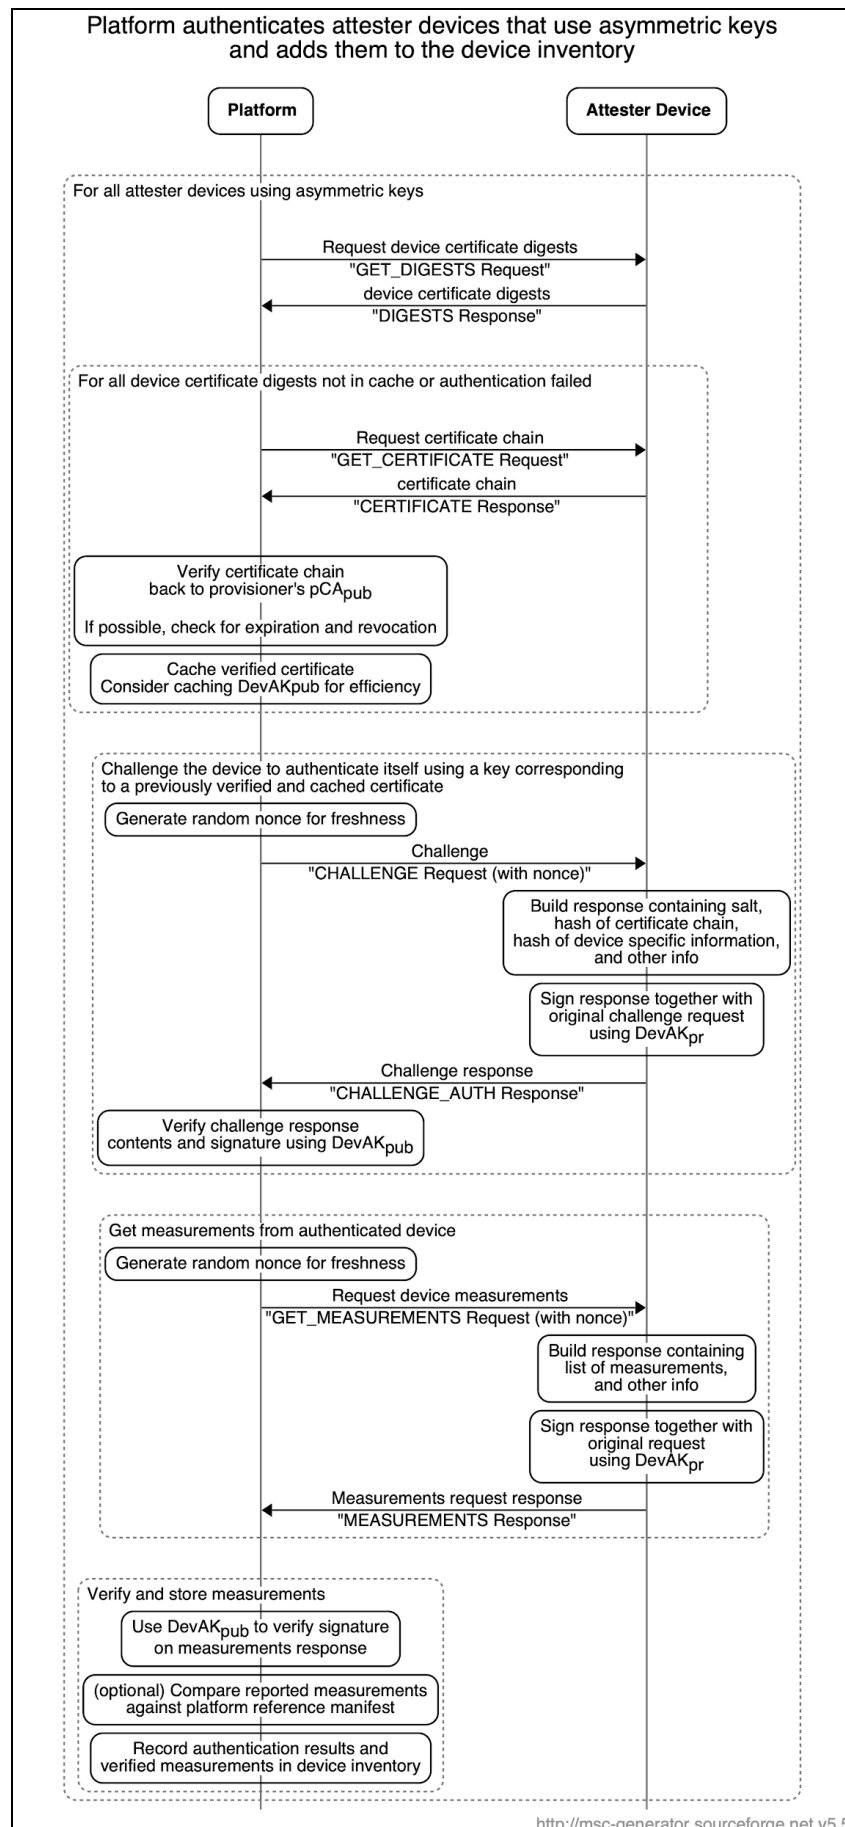 Platform authenticates attester devices that use asymmetric keys
and adds them to the device inventory
Platform
Attester Device
For all attester devices using asymmetric keys
Request device certificate digests
"GET_DIGESTS Request"
device certificate digests
"DIGESTS Response"
For all device certificate digests not in cache or authentication failed
Request certificate chain
"GET_CERTIFICATE Request"
certificate chain
"CERTIFICATE Response"
Verify certificate chain
back to provisioner's pCApub
If possible, check for expiration and revocation
Cache verified certificate
Consider caching DevAKpub for efficiency
Challenge the device to authenticate itself using a key corresponding
to a previously verified and cached certificate
Generate random nonce for freshness
Challenge
"CHALLENGE Request (with nonce)"
Build response containing salt,
hash of certificate chain,
hash of device specific information,
and other info
Sign response together with
original challenge request
using DevAKpr
Challenge response
"CHALLENGE_AUTH Response"
Verify challenge response
contents and signature using DevAKpub
Get measurements from authenticated device
Generate random nonce for freshness
Request device measurements
"GET_MEASUREMENTS Request (with nonce)"
Build response containing
list of measurements,
and other info
Sign response together with
original request
using DevAKpr
Measurements request response
"MEASUREMENTS Response"
Verify and store measurements
Use DevAKpub to verify signature
on measurements response
(optional) Compare reported measurements
against platform reference manifest
Record authentication results and
verified measurements in device inventory
http://msc-generator.sourceforge.net v5.5